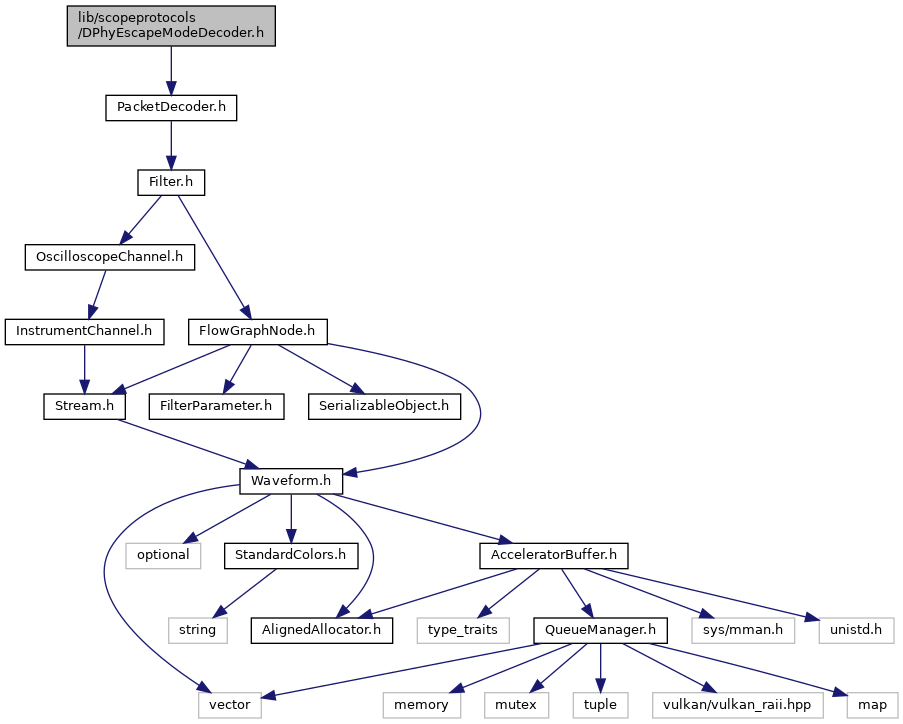 lib/scopeprotocols
/DPhyEscapeModeDecoder.h
PacketDecoder.h
Filter.h
OscilloscopeChannel.h
InstrumentChannel.h
FlowGraphNode.h
Stream.h
FilterParameter.h
SerializableObject.h
Waveform.h
optional
StandardColors.h
AcceleratorBuffer.h
string
AlignedAllocator.h
type_traits
QueueManager.h
sys/mman.h
unistd.h
vector
memory
mutex
tuple
vulkan/vulkan_raii.hpp
map